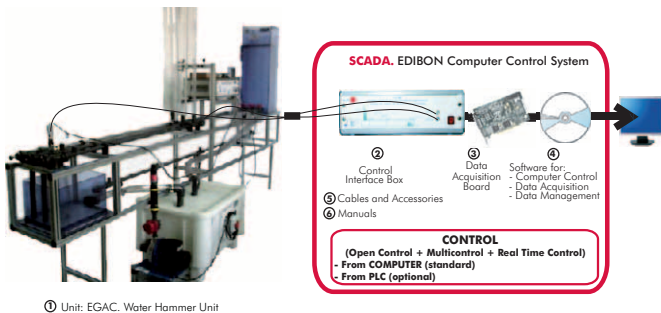 SCADA. EDIBON Computer Control System
②
Control
Interface Box
③
Data
Acquisition
Board
④
Software for:
- Computer Control
- Data Acquisition
- Data Management
⑤ Cables and Accessories
⑥ Manuals
CONTROL
(Open Control + Multicontrol + Real Time Control)
- From COMPUTER (standard)
- From PLC (optional)
① Unit: EGAC. Water Hammer Unit